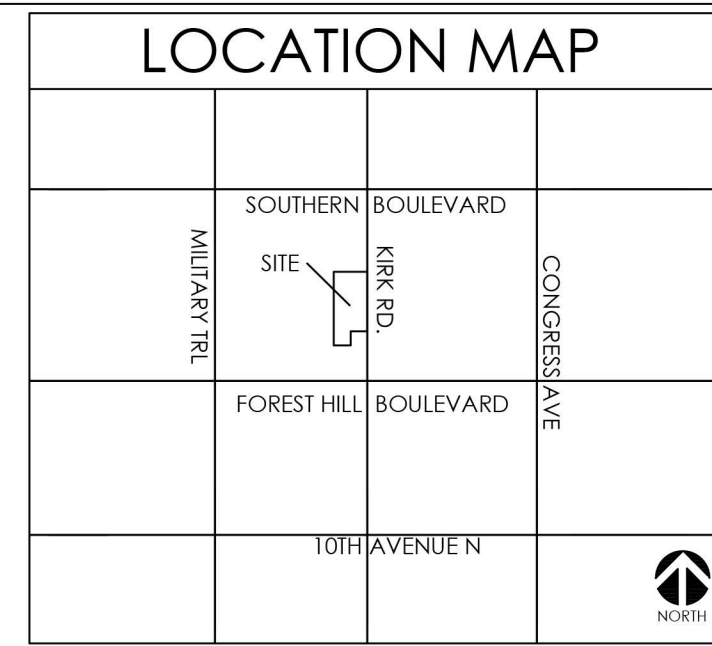 LOCATION MAP
SOUTHERN BOULEVARD
MILITARY TRL
SITE
KIRK RD.
CONGRESS AVE
FOREST HILL BOULEVARD
10TH AVENUE N
NORTH